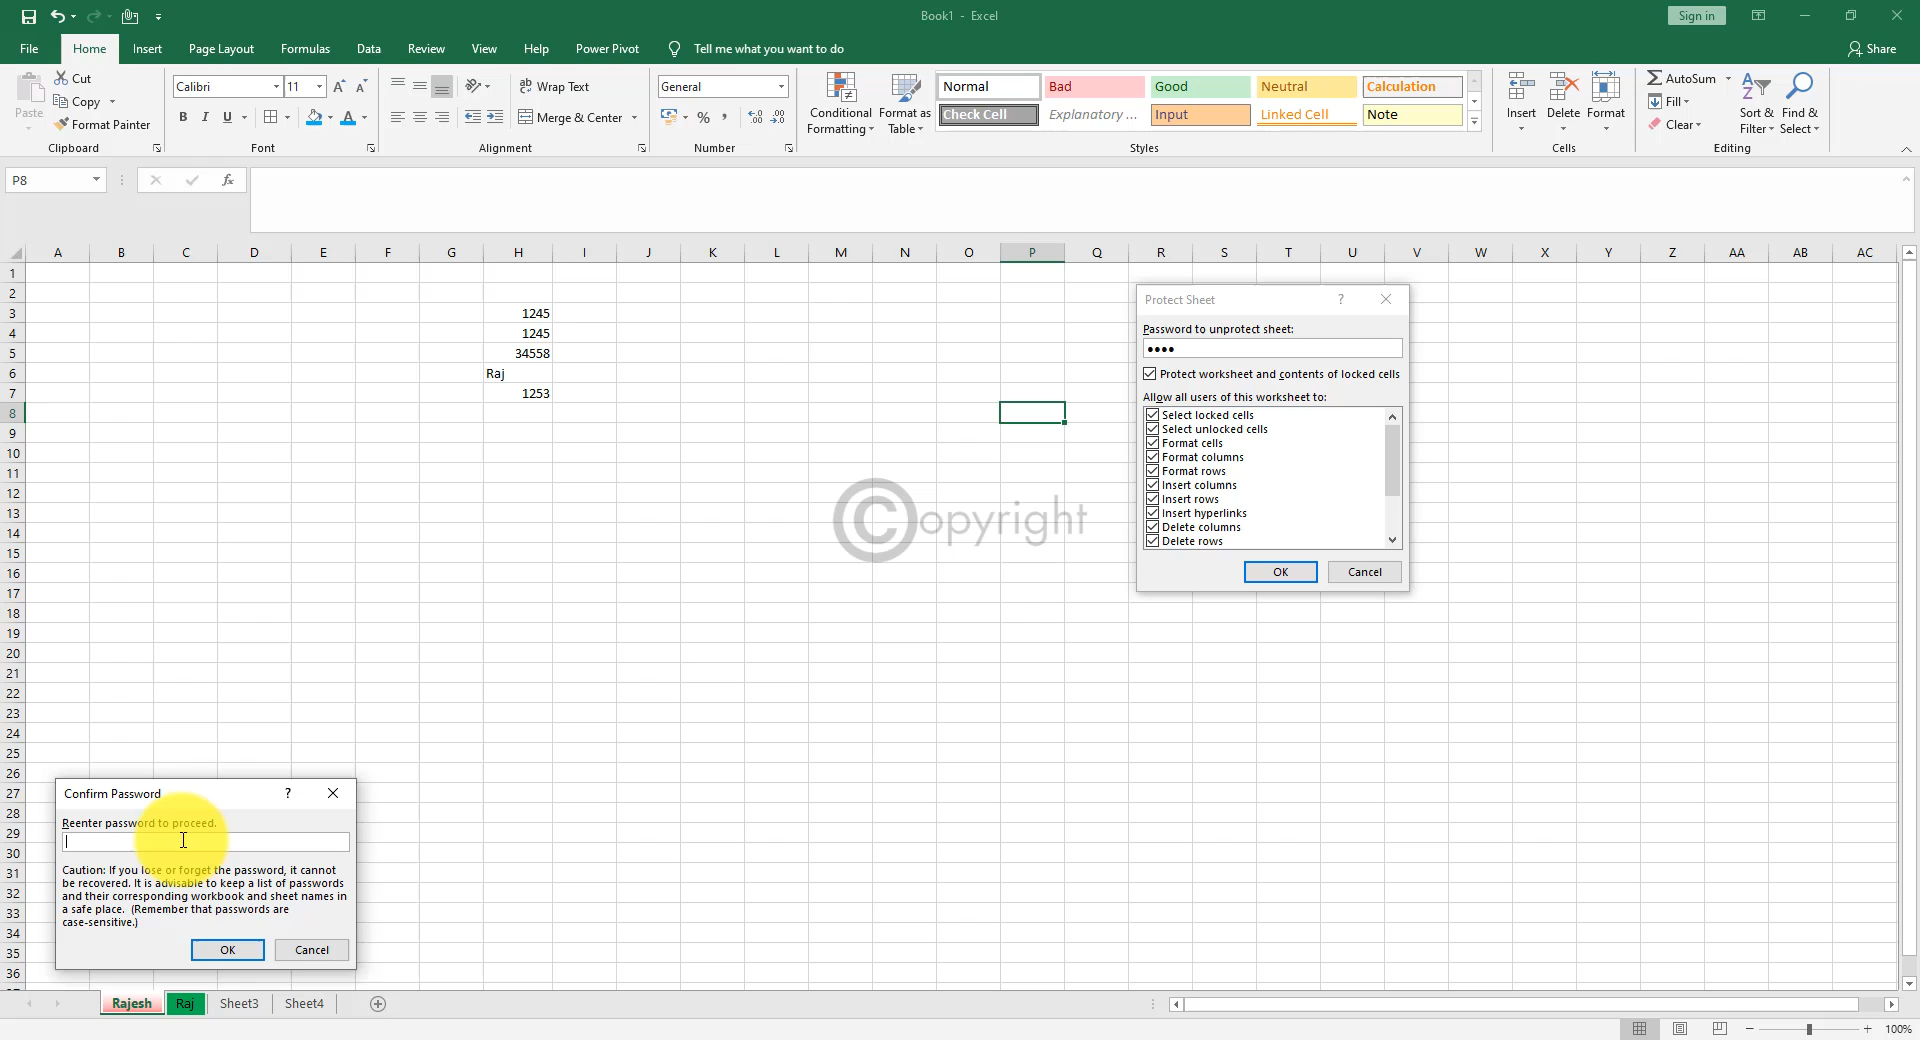 Book1 - Excel
Sign in
File Home Insert Page Layout Formulas Data Review View Help Power Pivot Tell me what you want to do Share
Paste Cut
Copy
Format Painter
Clipboard
Calibri 11
B I U
Font
Wrap Text
Merge & Center
Alignment
General
Number
Conditional Formatting
Format as Table
Normal Bad Good Neutral Calculation
Check Cell Explanatory ... Input Linked Cell Note
Styles
Insert Delete Format
Cells
AutoSum
Fill
Clear
Sort & Filter
Find & Select
Editing
P8
fx
A B C D E F G H I J K L M N O P Q R S T U V W X Y Z AA AB AC
1
2
3 1245
4 1245
5 34558
6 Raj
7 1253
8
9
10
11
12
13
14
15
16
17
18
19
20
21
22
23
24
25
26
27
28
29
30
31
32
33
34
35
36
©opyright
Protect Sheet ?
Password to unprotect sheet:
••••
Protect worksheet and contents of locked cells
Allow all users of this worksheet to:
Select locked cells
Select unlocked cells
Format cells
Format columns
Format rows
Insert columns
Insert rows
Insert hyperlinks
Delete columns
Delete rows
OK Cancel
Confirm Password ?
Reenter password to proceed.
Caution: If you lose or forget the password, it cannot
be recovered. It is advisable to keep a list of passwords
and their corresponding workbook and sheet names in
a safe place. (Remember that passwords are
case-sensitive.)
OK Cancel
Rajesh Raj Sheet3 Sheet4
100%